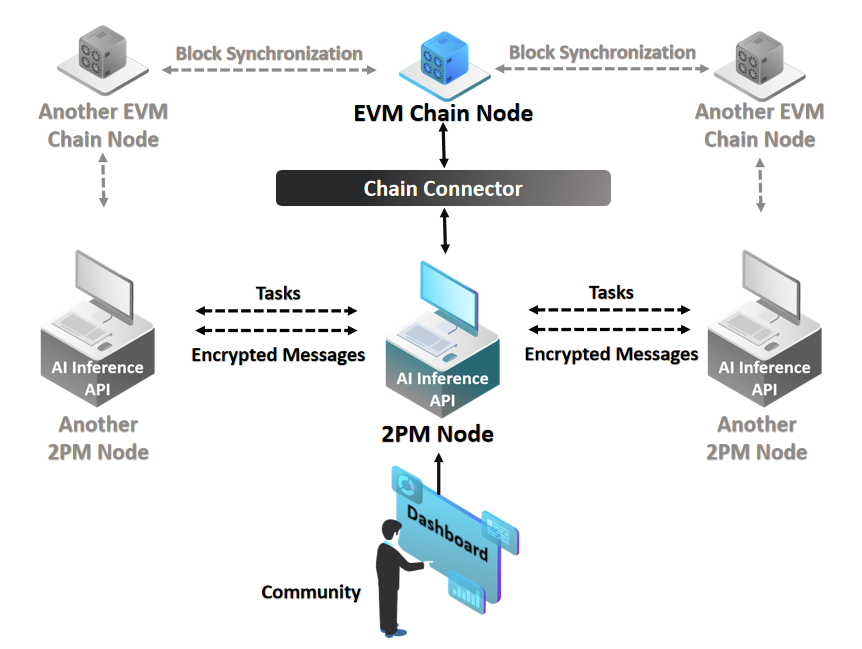 Block Synchronization
Block Synchronization
Another EVM
Chain Node
EVM Chain Node
Another EVM
Chain Node
Chain Connector
Tasks
Encrypted Messages
Tasks
Encrypted Messages
AI Inference
API
AI Inference
API
AI Inference
API
Another
2PM Node
2PM Node
Another
2PM Node
Dashboard
Community